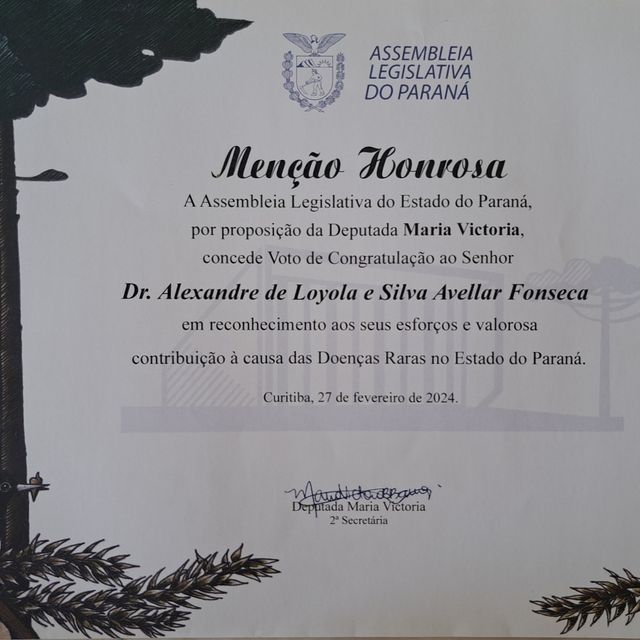 ASSEMBLEIA
LEGISLATIVA
DO PARANÁ
Menção Honrosa
A Assembleia Legislativa do Estado do Paraná,
por proposição da Deputada Maria Victoria,
concede Voto de Congratulação ao Senhor
Dr. Alexandre de Loyola e Silva Avellar Fonseca
em reconhecimento aos seus esforços e valorosa
contribuição à causa das Doenças Raras no Estado do Paraná.
Curitiba, 27 de fevereiro de 2024.
Deputada Maria Victoria
2ª Secretária